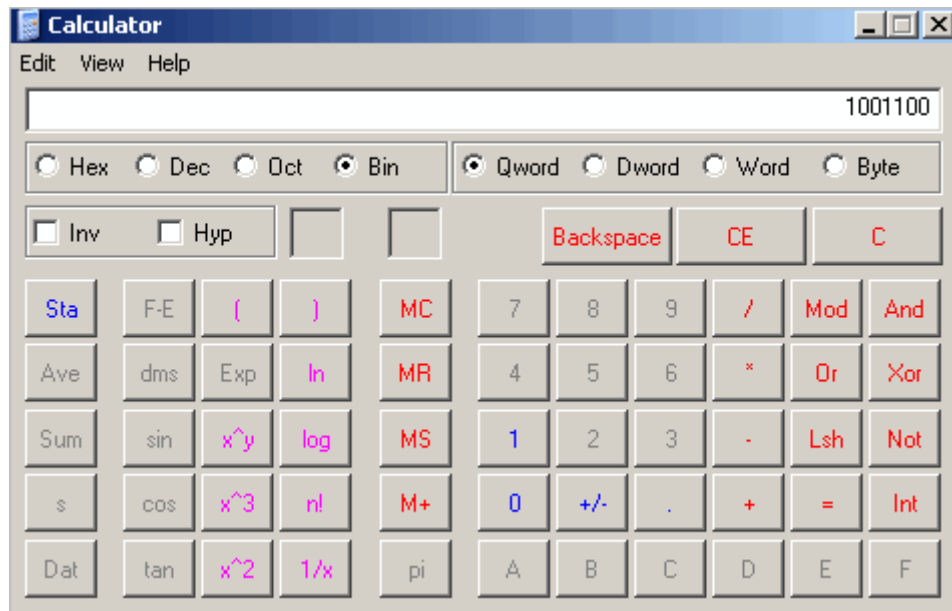 Calculator
Edit View Help
1001100
Hex Dec Oct Bin Qword Dword Word Byte
Inv Hyp Backspace CE C
Sta F-E ( ) MC 7 8 9 / Mod And
Ave dms Exp ln MR 4 5 6 * Or Xor
Sum sin x^y log MS 1 2 3 - Lsh Not
s cos x^3 n! M+ 0 +/- . + = Int
Dat tan x^2 1/x pi A B C D E F